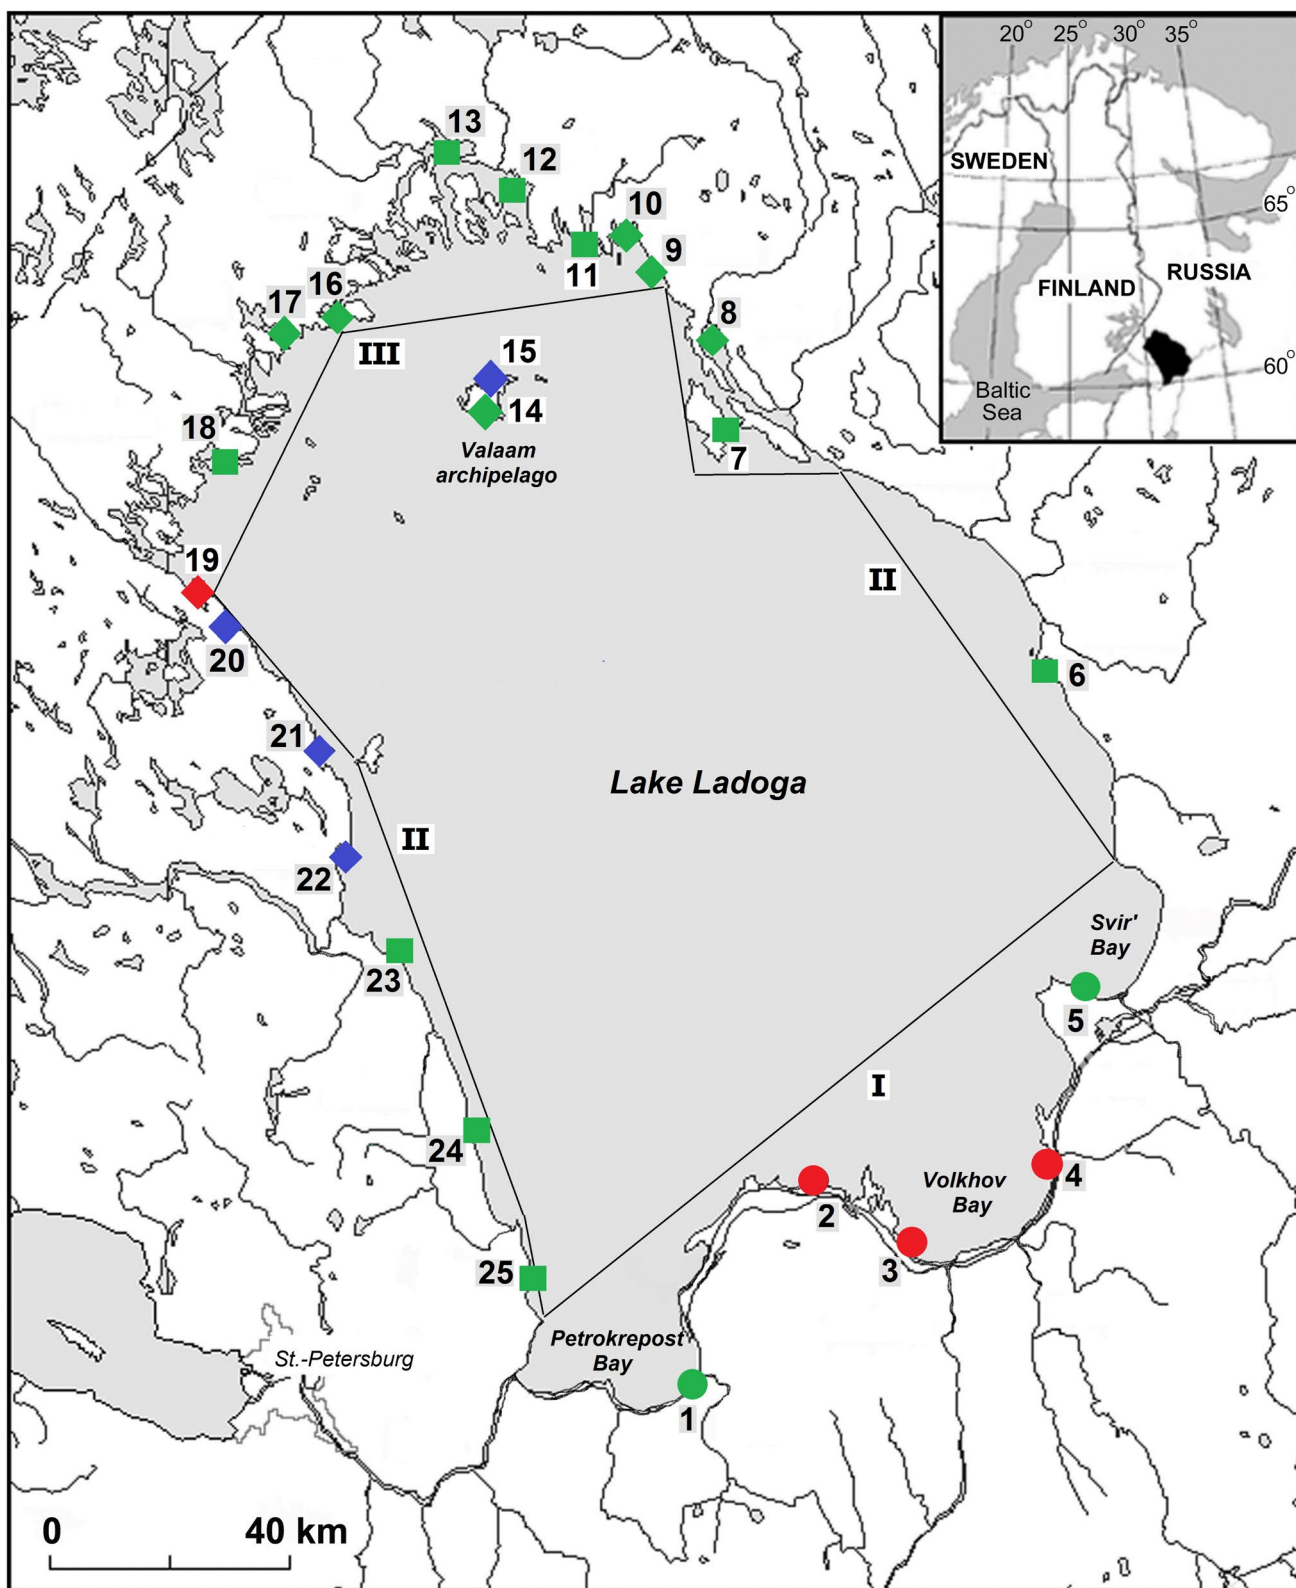 20° 25° 30° 35°
SWEDEN
65°
RUSSIA
FINLAND
60°
Baltic
Sea
13
12
10
9
11
16
17
8
III
15
14
18
7
Valaam
archipelago
19
II
20
6
21
Lake Ladoga
II
22
Svir'
Bay
23
5
I
24
Volkhov
Bay
4
2
3
25
Petrokrepost
Bay
St.-Petersburg
1
0 40 km